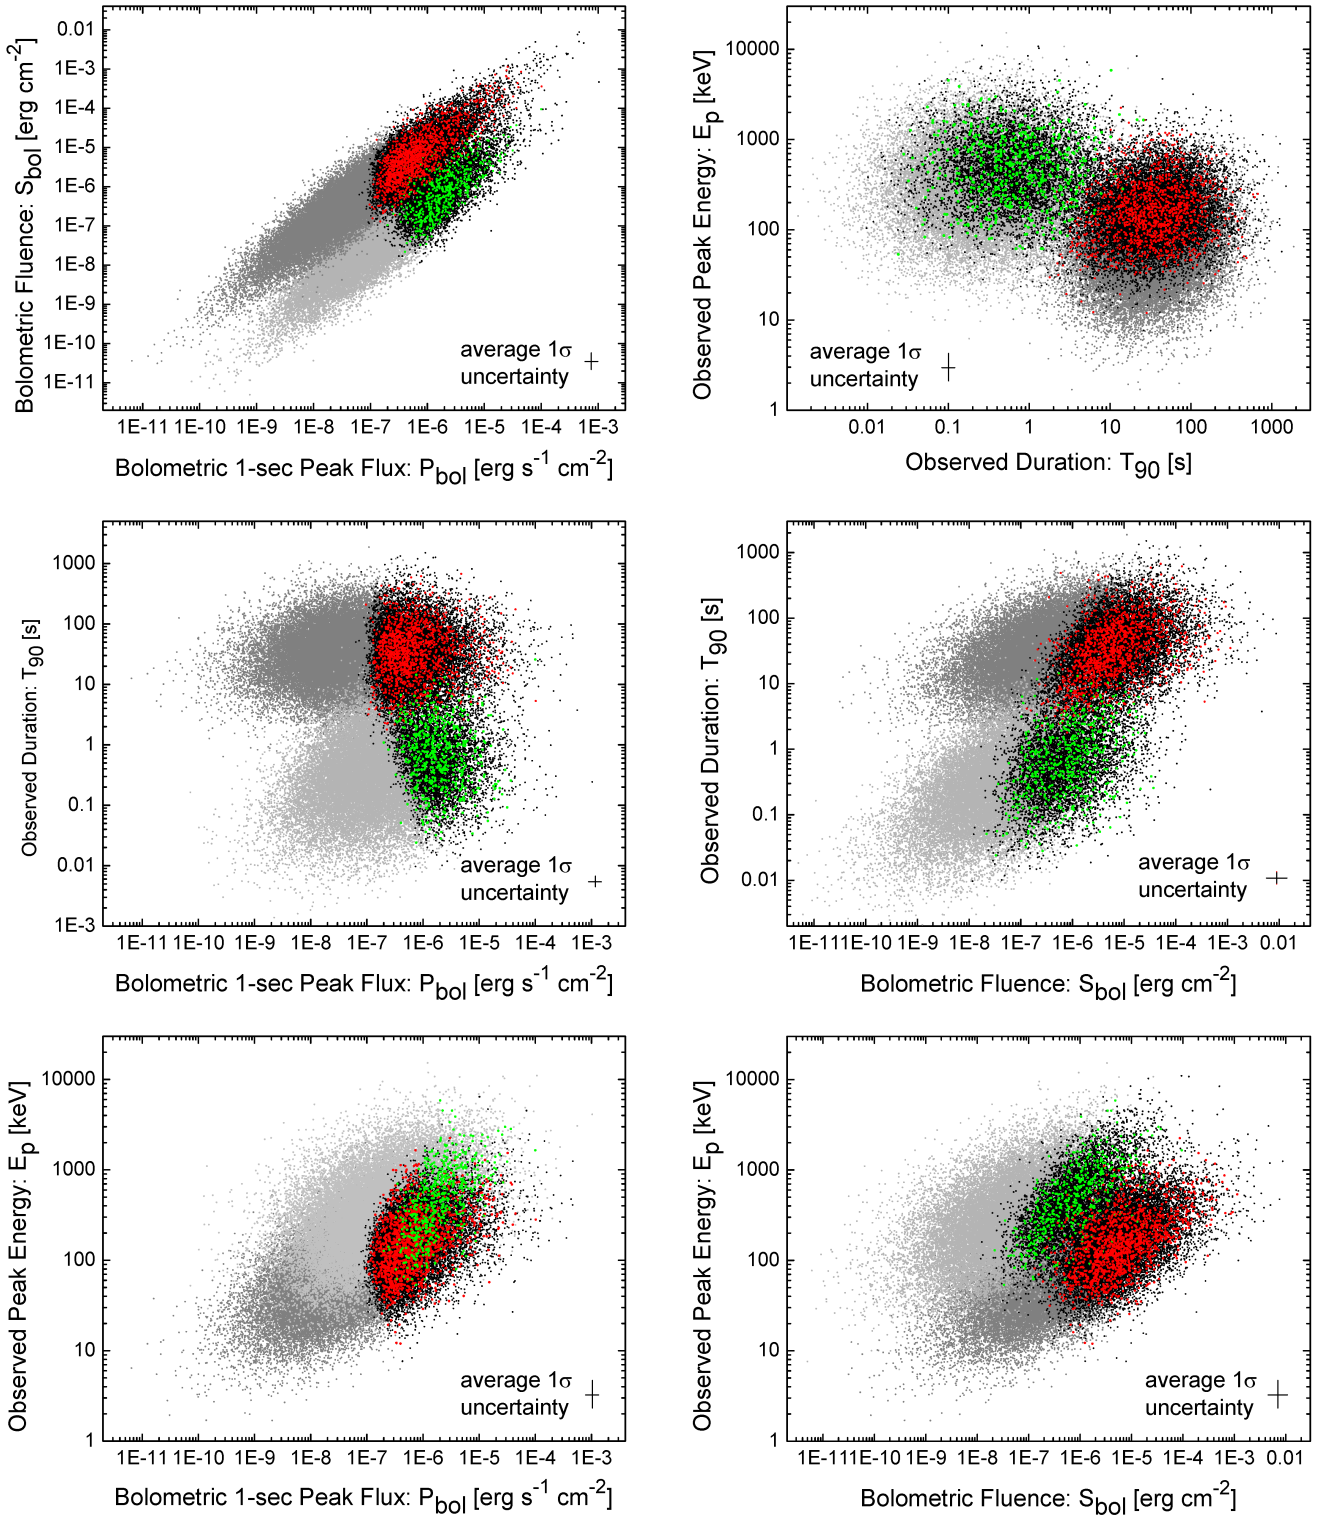 Bolometric Fluence: Sbol [erg cm-2]
0.01
1E-3
1E-4
1E-5
1E-6
1E-7
1E-8
1E-9
1E-10
1E-11
average 1σ
uncertainty
1E-11 1E-10 1E-9 1E-8 1E-7 1E-6 1E-5 1E-4 1E-3
Bolometric 1-sec Peak Flux: Pbol [erg s-1 cm-2]
Observed Peak Energy: Ep [keV]
10000
1000
100
10
1
average 1σ
uncertainty
0.01 0.1 1 10 100 1000
Observed Duration: T90 [s]
Observed Duration: T90 [s]
1000
100
10
1
0.1
0.01
1E-3
average 1σ
uncertainty
1E-11 1E-10 1E-9 1E-8 1E-7 1E-6 1E-5 1E-4 1E-3
Bolometric 1-sec Peak Flux: Pbol [erg s-1 cm-2]
Observed Duration: T90 [s]
1000
100
10
1
0.1
0.01
average 1σ
uncertainty
1E-11 1E-10 1E-9 1E-8 1E-7 1E-6 1E-5 1E-4 1E-3 0.01
Bolometric Fluence: Sbol [erg cm-2]
Observed Peak Energy: Ep [keV]
10000
1000
100
10
1
average 1σ
uncertainty
1E-11 1E-10 1E-9 1E-8 1E-7 1E-6 1E-5 1E-4 1E-3
Bolometric 1-sec Peak Flux: Pbol [erg s-1 cm-2]
Observed Peak Energy: Ep [keV]
10000
1000
100
10
1
average 1σ
uncertainty
1E-11 1E-10 1E-9 1E-8 1E-7 1E-6 1E-5 1E-4 1E-3 0.01
Bolometric Fluence: Sbol [erg cm-2]